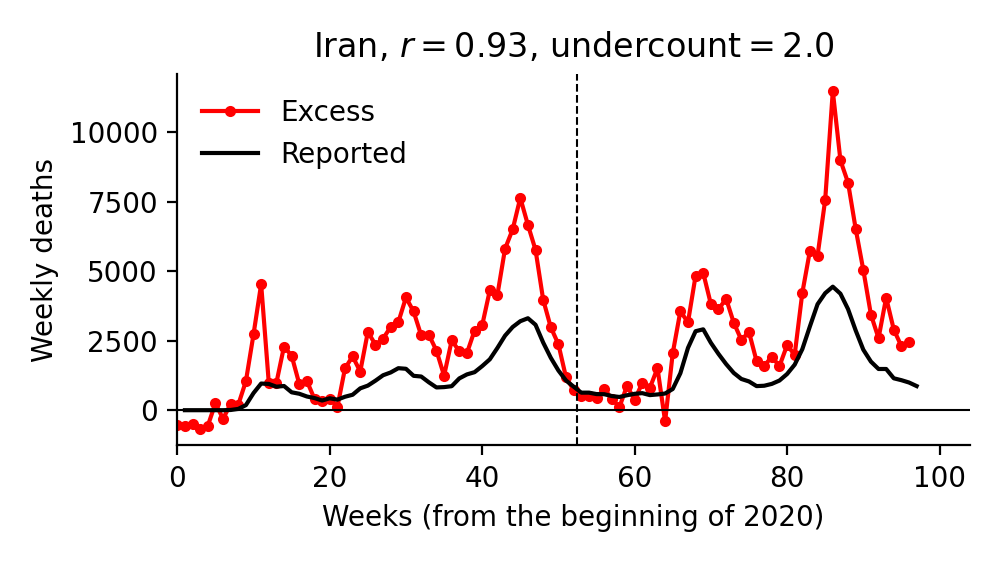 Iran, r = 0.93, undercount = 2.0
Excess
Reported
Weekly deaths
10000
7500
5000
2500
0
0 20 40 60 80 100
Weeks (from the beginning of 2020)